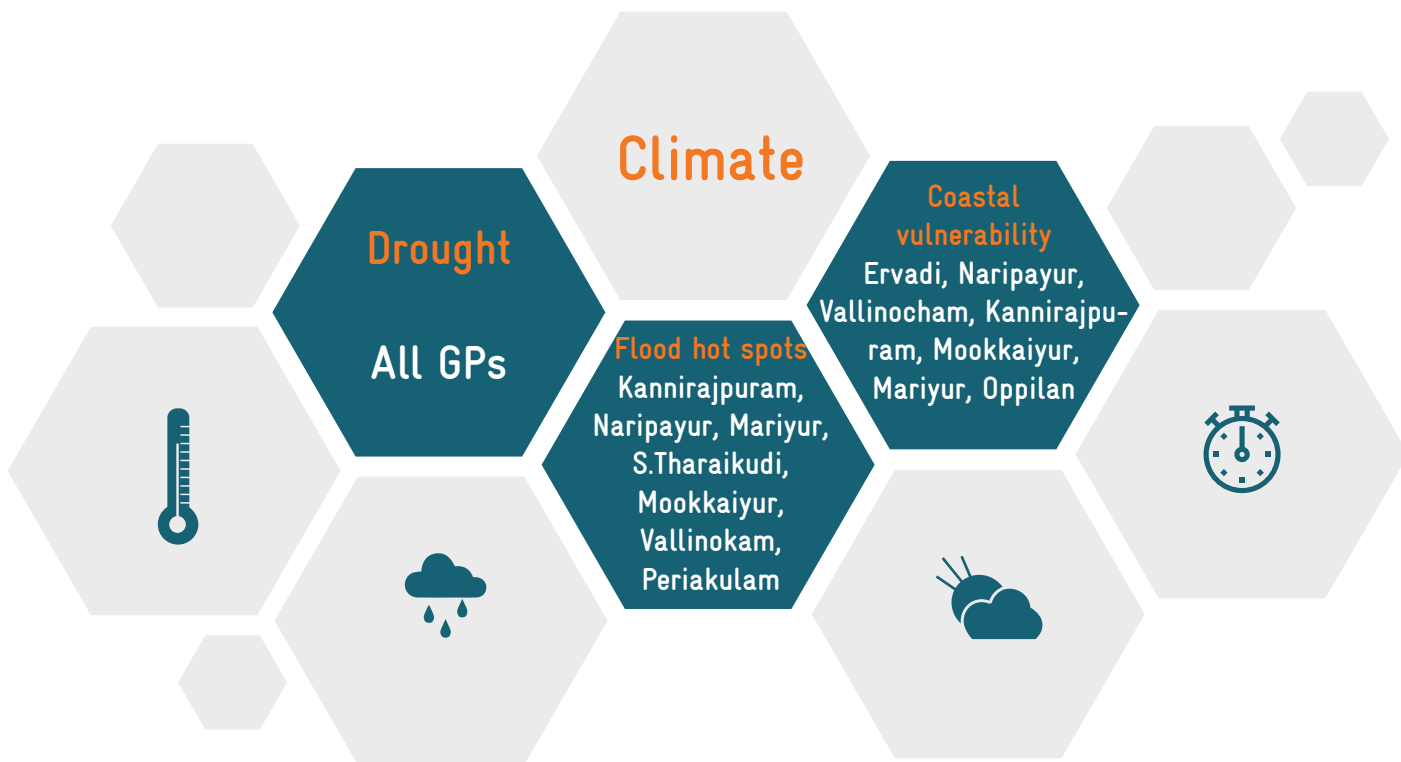 Climate
Drought
All GPs
Flood hot spots
Kannirajpuram,
Naripayur, Mariyur,
S.Tharaikudi,
Mookkaiyur,
Vallinokam,
Periakulam
Coastal
vulnerability
Ervadi, Naripayur,
Vallinocham, Kannirajpu-
ram, Mookkaiyur,
Mariyur, Oppilan